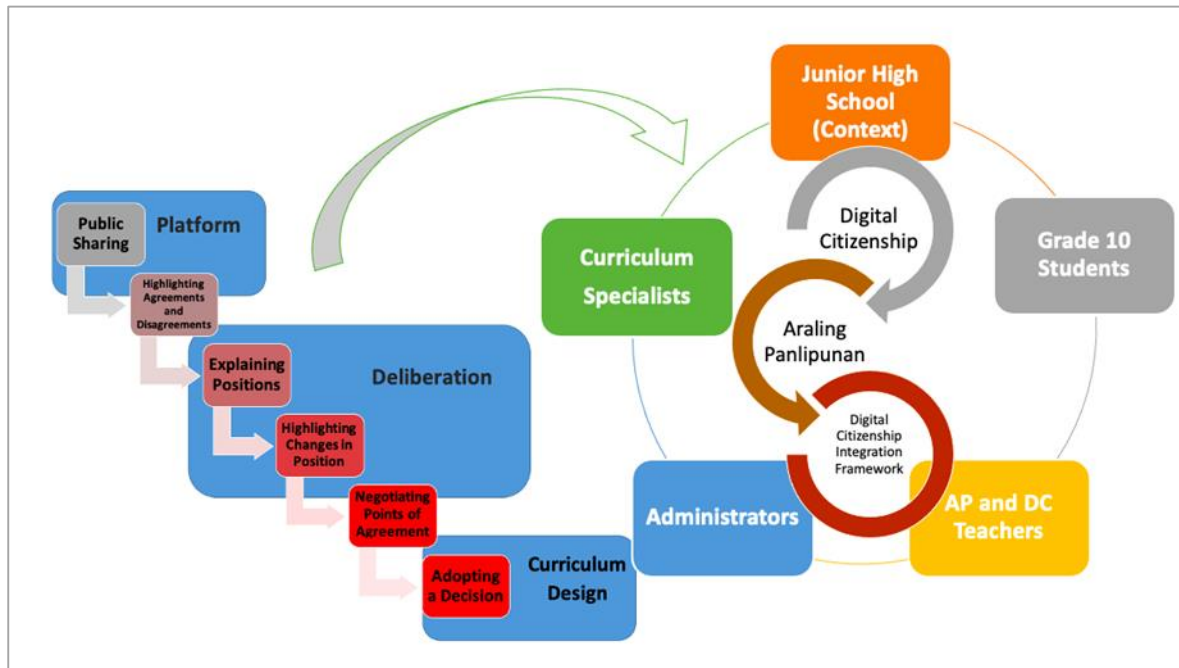 Public
Sharing
Platform
Highlighting
Agreements
and
Disagreements
Explaining
Positions
Deliberation
Highlighting
Changes in
Position
Negotiating
Points of
Agreement
Adopting
a Decision
Curriculum
Design
Junior High
School
(Context)
Digital
Citizenship
Curriculum
Specialists
Grade 10
Students
Araling
Panlipunan
Digital
Citizenship
Integration
Framework
Administrators
AP and DC
Teachers